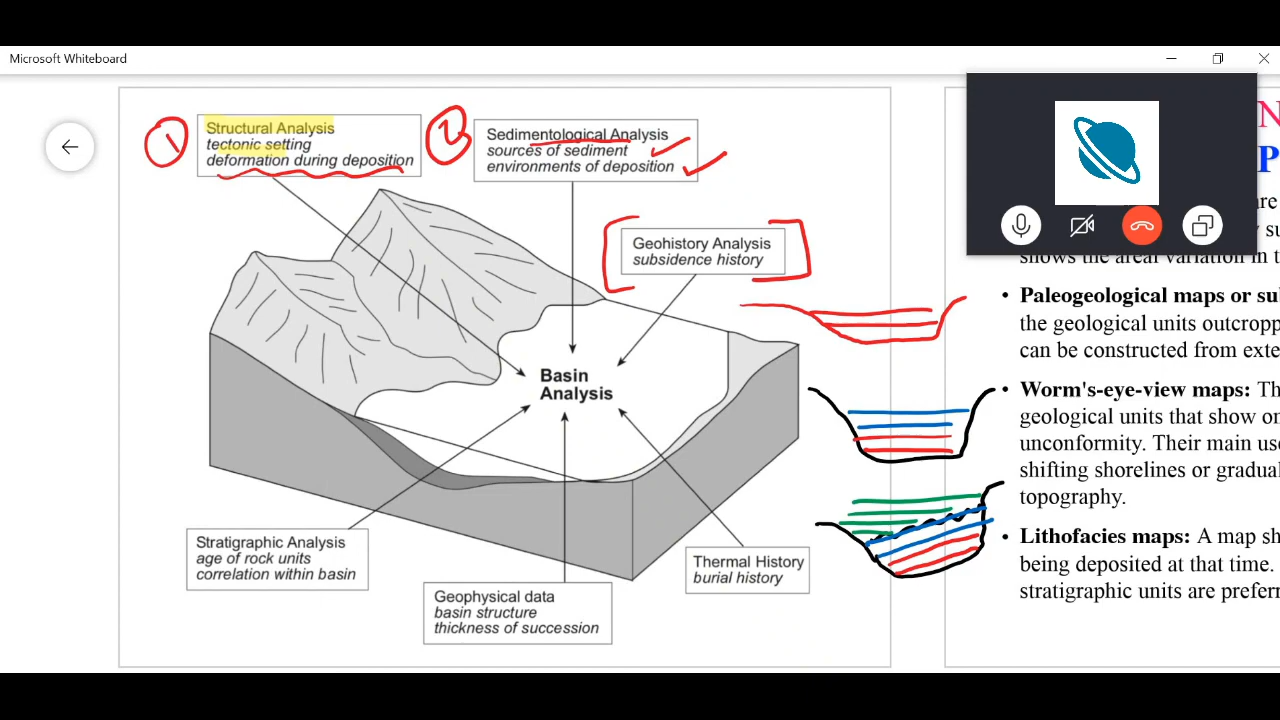 Microsoft Whiteboard
1
Structural Analysis
tectonic setting
deformation during deposition
2
Sedimentological Analysis
sources of sediment
environments of deposition
Geohistory Analysis
subsidence history
Basin
Analysis
Stratigraphic Analysis
age of rock units
correlation within basin
Geophysical data
basin structure
thickness of succession
Thermal History
burial history
N
P
are
su
shows the areal variation in t
• Paleogeological maps or su
the geological units outcropp
can be constructed from exte
• Worm's-eye-view maps: Th
geological units that show on
unconformity. Their main use
shifting shorelines or gradual
topography.
• Lithofacies maps: A map sh
being deposited at that time.
stratigraphic units are prefer